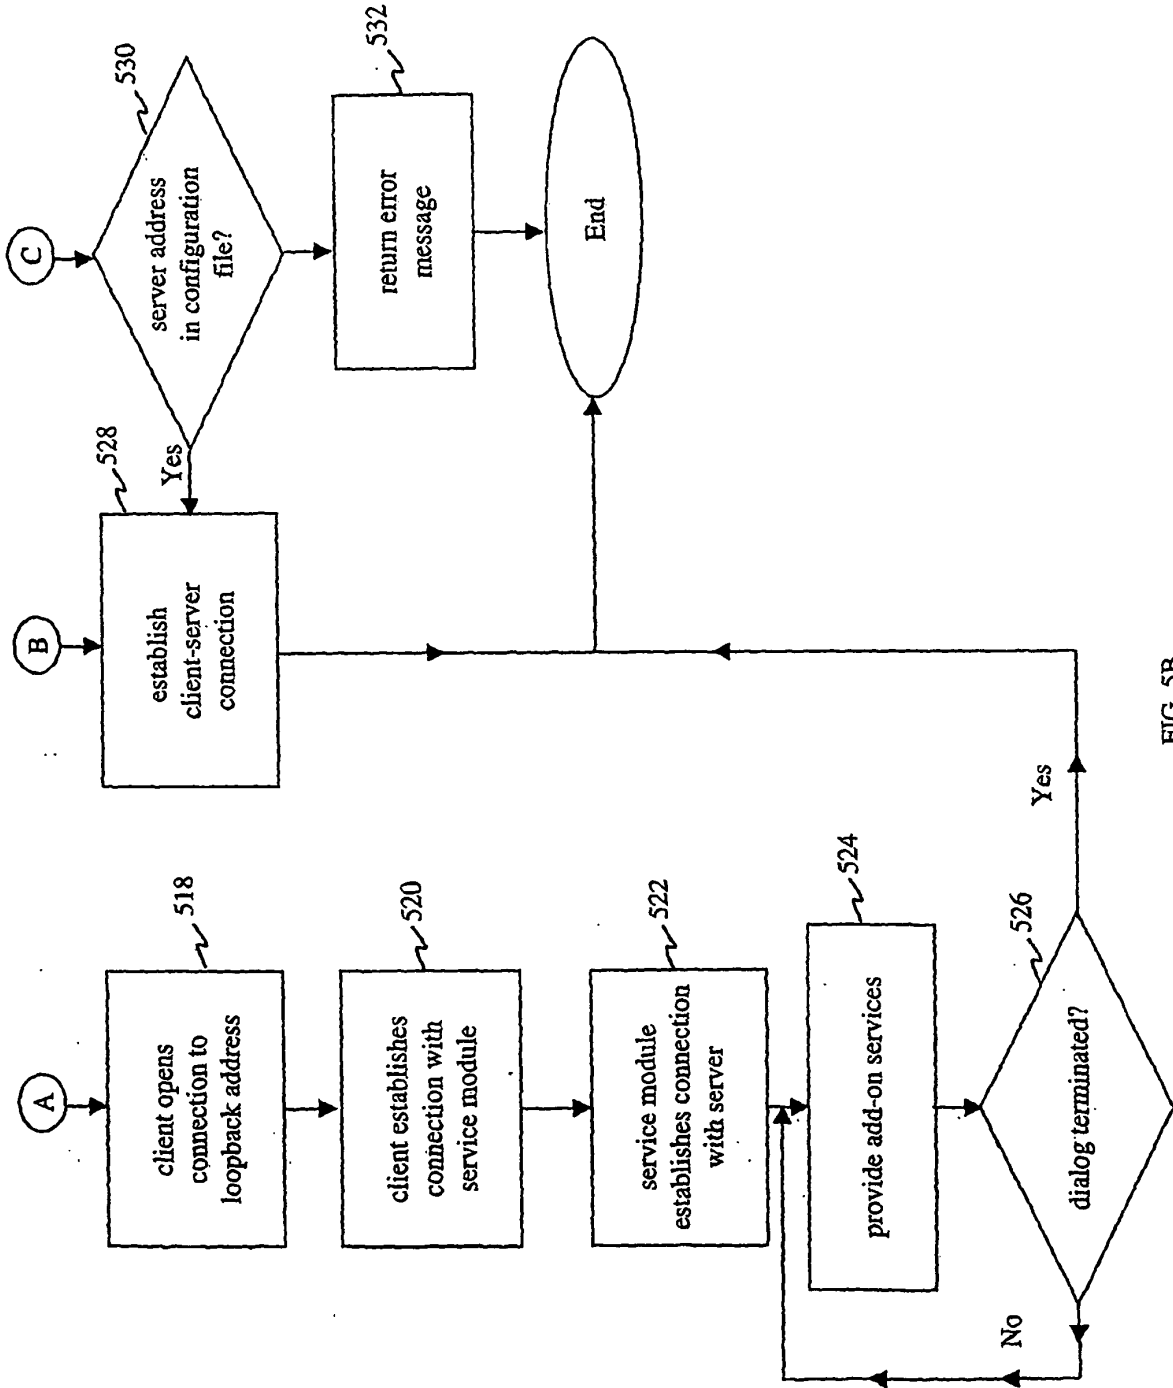 A
client opens
connection to
loopback address
518
client establishes
connection with
service module
520
service module
establishes connection
with server
522
provide add-on services
524
dialog terminated?
526
No
Yes
B
establish
client-server
connection
528
Yes
C
server address
in configuration
file?
530
return error
message
532
End
FIG. 5B